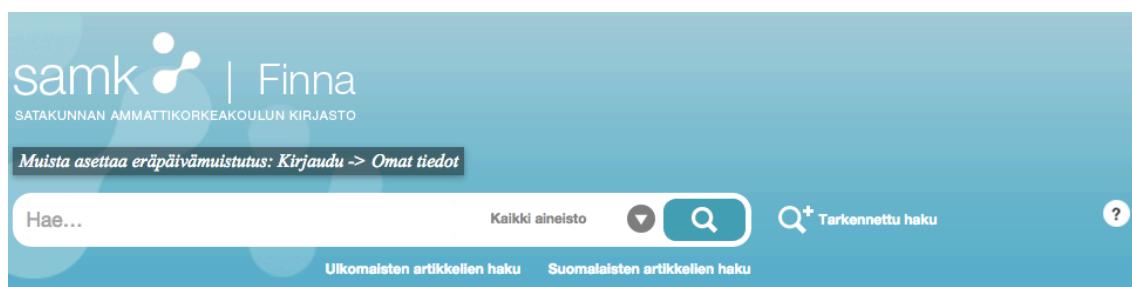 samk | Finna
SATAKUNNAN AMMATTIKORKEAKOULUN KIRJASTO
Muista asettaa eräpäivämuistutus: Kirjaudu -> Omat tiedot
Hae... Kaikki aineisto Tarkennettu haku ?
Ulkomaisten artikkelien haku Suomalaisten artikkelien haku